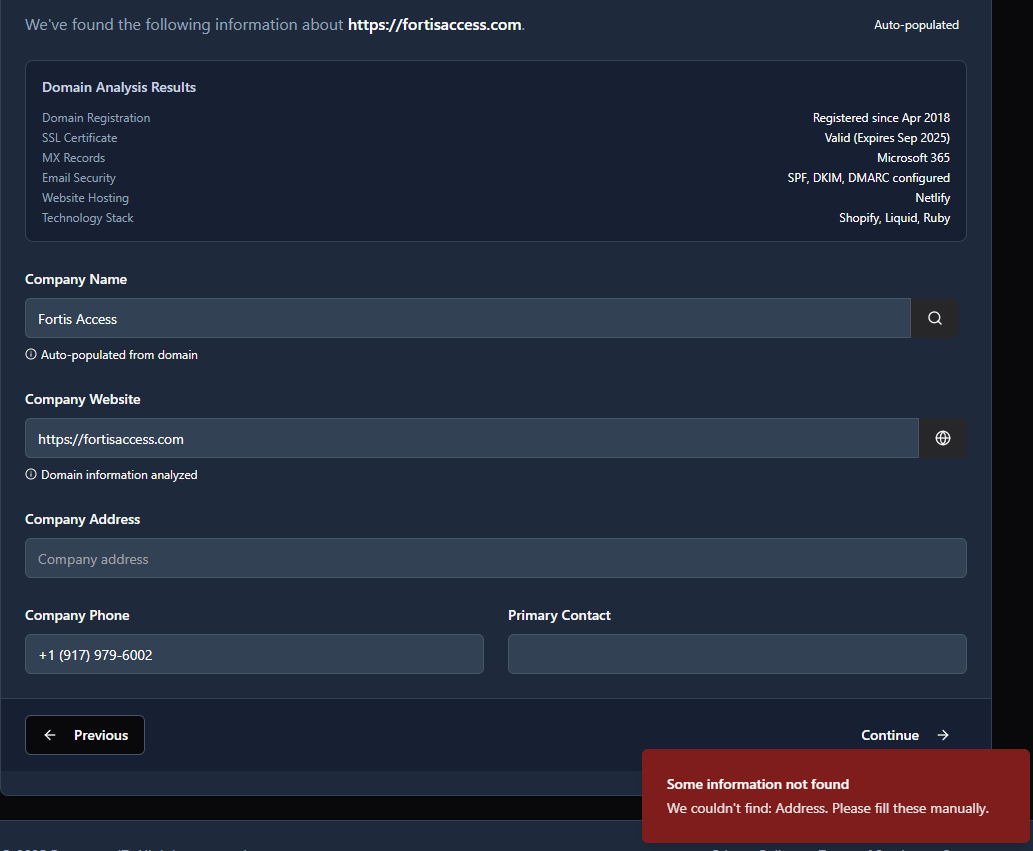 We've found the following information about https://fortisaccess.com.
Auto-populated
Domain Analysis Results
Domain Registration Registered since Apr 2018
SSL Certificate Valid (Expires Sep 2025)
MX Records Microsoft 365
Email Security SPF, DKIM, DMARC configured
Website Hosting Netlify
Technology Stack Shopify, Liquid, Ruby
Company Name
Fortis Access
Auto-populated from domain
Company Website
https://fortisaccess.com
Domain information analyzed
Company Address
Company address
Company Phone Primary Contact
+1 (917) 979-6002
Previous Continue
Some information not found
We couldn't find: Address. Please fill these manually.